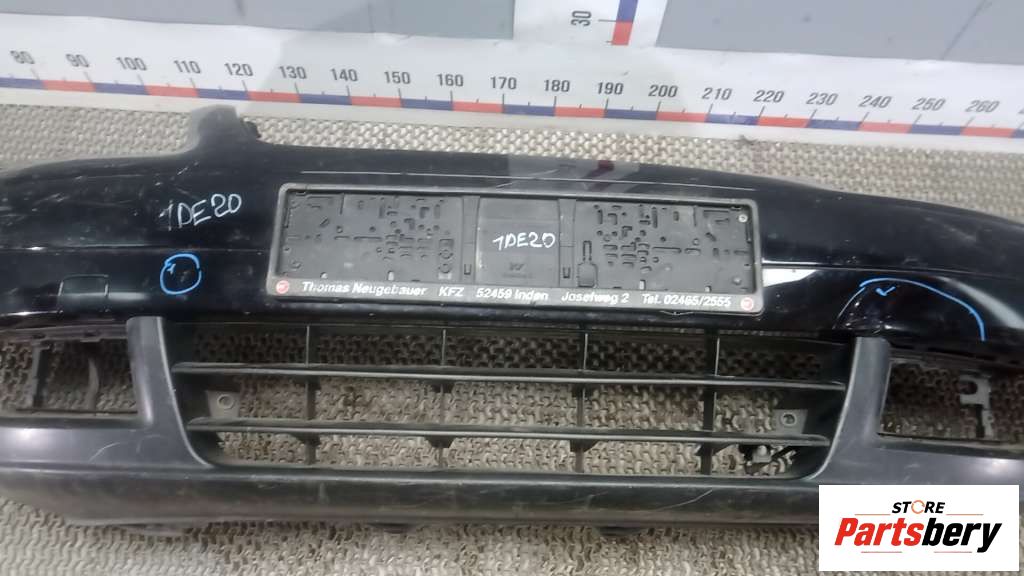 30
80 90 100 110 120 130 140 150 160 170 180 190 200 210 220 230 240 250 260
1DE20
1DE20
Thomas Neugebauer KFZ 52459 Inden Josefweg 2 Tel. 02465/2555
STORE
Partsbery